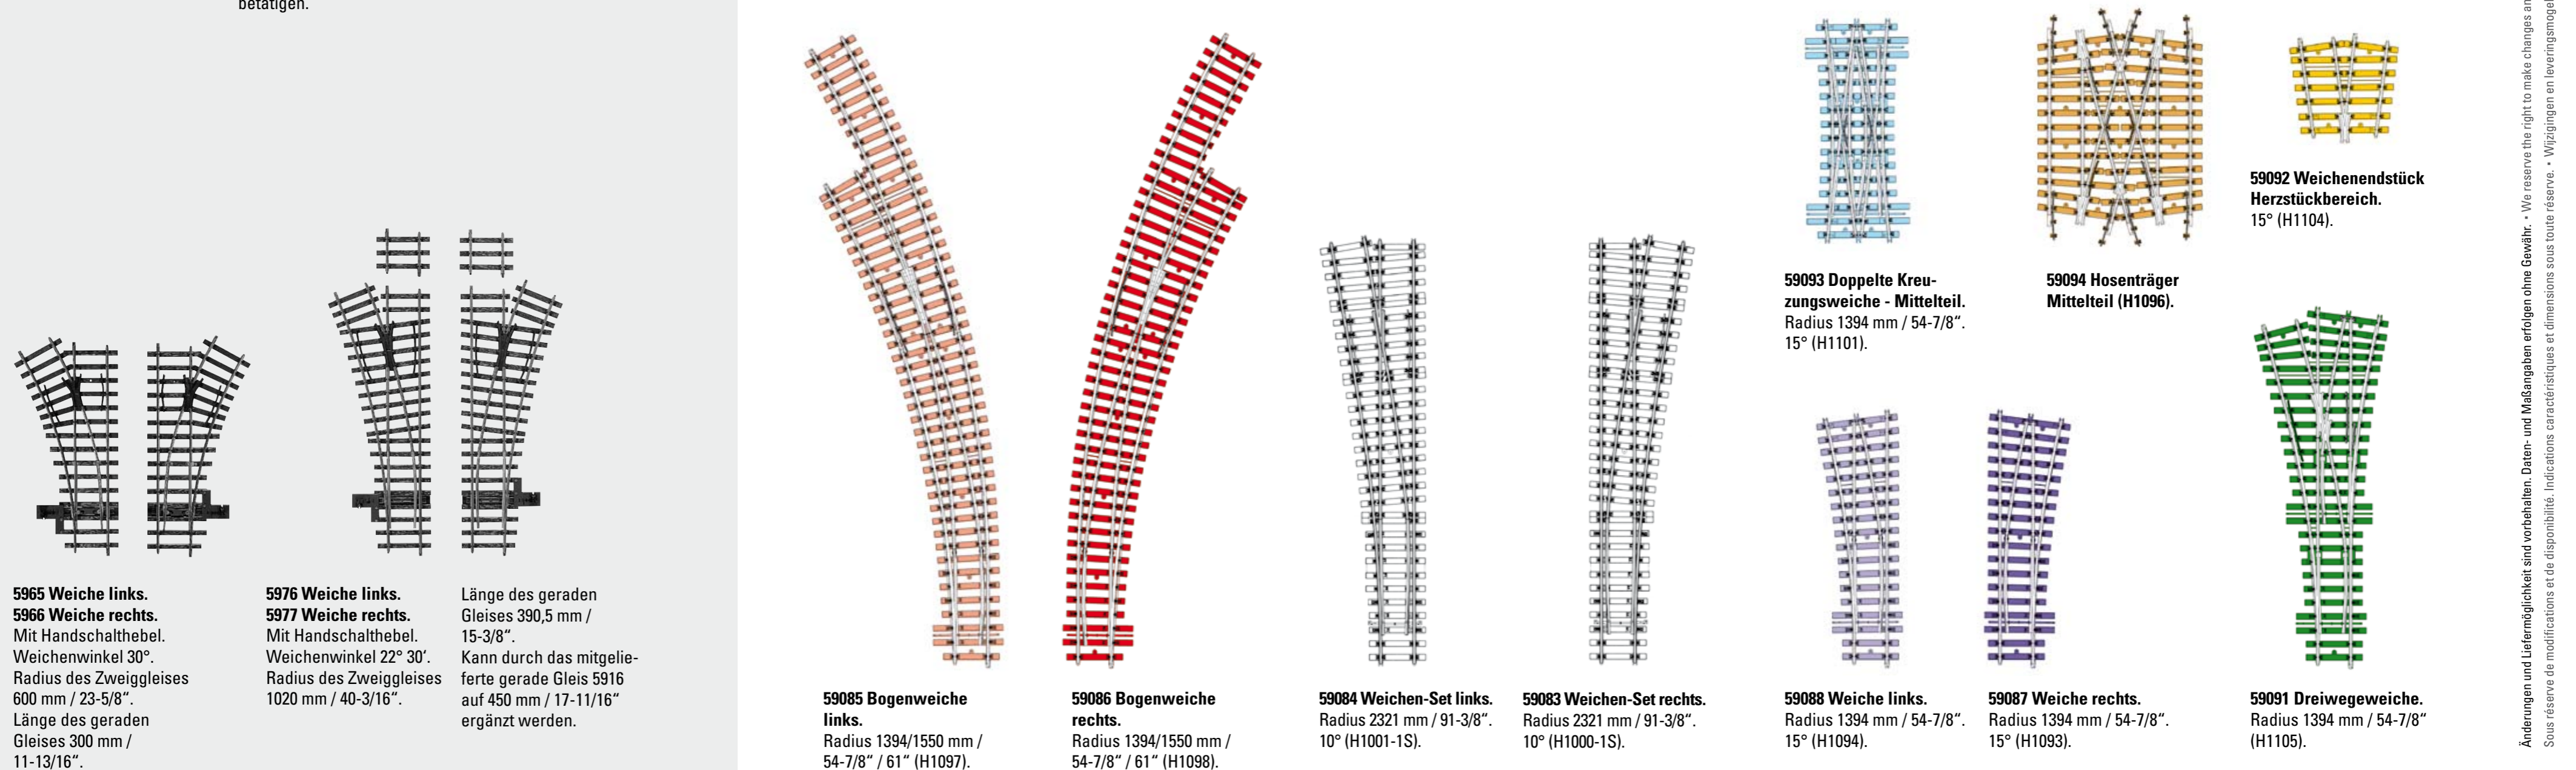 betätigen.
5965 Weiche links.
5966 Weiche rechts.
Mit Handschalthebel.
Weichenwinkel 30°.
Radius des Zweiggleises
600 mm / 23-5/8“.
Länge des geraden
Gleises 300 mm /
11-13/16“.
5976 Weiche links.
5977 Weiche rechts.
Mit Handschalthebel.
Weichenwinkel 22° 30‘.
Radius des Zweiggleises
1020 mm / 40-3/16“.
Länge des geraden
Gleises 390,5 mm /
15-3/8“.
Kann durch das mitgelie-
ferte gerade Gleis 5916
auf 450 mm / 17-11/16“
ergänzt werden.
59085 Bogenweiche
links.
Radius 1394/1550 mm /
54-7/8“ / 61“ (H1097).
59086 Bogenweiche
rechts.
Radius 1394/1550 mm /
54-7/8“ / 61“ (H1098).
59084 Weichen-Set links.
Radius 2321 mm / 91-3/8“.
10° (H1001-1S).
59083 Weichen-Set rechts.
Radius 2321 mm / 91-3/8“.
10° (H1000-1S).
59093 Doppelte Kreu-
zungsweiche - Mittelteil.
Radius 1394 mm / 54-7/8“.
15° (H1101).
59094 Hosenträger
Mittelteil (H1096).
59092 Weichenendstück
Herzstückbereich.
15° (H1104).
59088 Weiche links.
Radius 1394 mm / 54-7/8“.
15° (H1094).
59087 Weiche rechts.
Radius 1394 mm / 54-7/8“.
15° (H1093).
59091 Dreiwegeweiche.
Radius 1394 mm / 54-7/8“
(H1105).
Änderungen und Liefermöglichkeit sind vorbehalten. Daten- und Maßangaben erfolgen ohne Gewähr. • We reserve the right to make changes an
Sous réserve de modifications et de disponibilité. Indications caractéristiques et dimensions sous toute réserve. • Wijzigingen en leveringsmogel